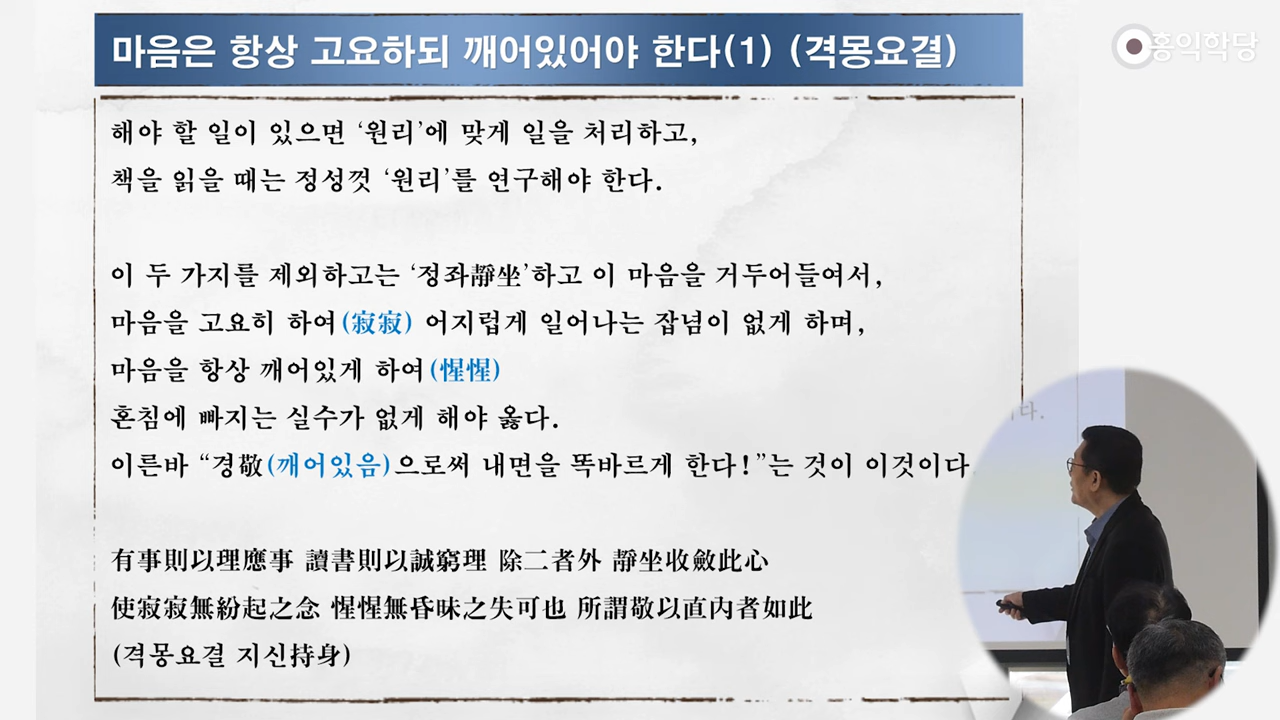 마음은 항상 고요하되 깨어있어야 한다(1) (격몽요결)
홍익학당
해야 할 일이 있으면 ‘원리’에 맞게 일을 처리하고,
책을 읽을 때는 정성껏 ‘원리’를 연구해야 한다.
이 두 가지를 제외하고는 ‘정좌靜坐’하고 이 마음을 거두어들여서,
마음을 고요히 하여(寂寂) 어지럽게 일어나는 잡념이 없게 하며,
마음을 항상 깨어있게 하여(惺惺)
혼침에 빠지는 실수가 없게 해야 옳다.
이른바 “경敬(깨어있음)으로써 내면을 똑바르게 한다!”는 것이 이것이다.
有事則以理應事 讀書則以誠窮理 除二者外 靜坐收斂此心
使寂寂無紛起之念 惺惺無昏昧之失可也 所謂敬以直內者如此
(격몽요결 지신持身)
다.